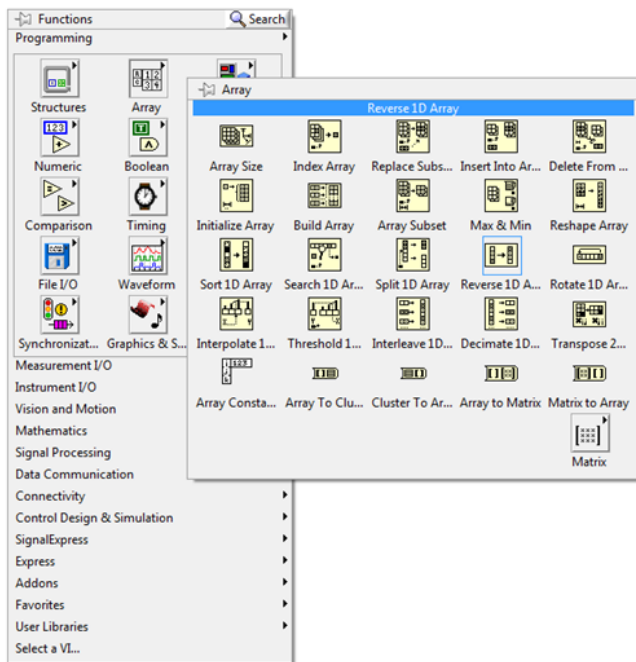 Functions
Search
Programming
Structures
Array
Numeric
Boolean
Comparison
Timing
File I/O
Waveform
Synchronizat...
Graphics & S...
Measurement I/O
Instrument I/O
Vision and Motion
Mathematics
Signal Processing
Data Communication
Connectivity
Control Design & Simulation
SignalExpress
Express
Addons
Favorites
User Libraries
Select a VI...
Array
Reverse 1D Array
Array Size Index Array Replace Subs... Insert Into Ar... Delete From ...
Initialize Array Build Array Array Subset Max & Min Reshape Array
Sort 1D Array Search 1D Ar... Split 1D Array Reverse 1D A... Rotate 1D Ar...
Interpolate 1... Threshold 1... Interleave 1D... Decimate 1D... Transpose 2...
Array Consta... Array To Clu... Cluster To Ar... Array to Matrix Matrix to Array
Matrix